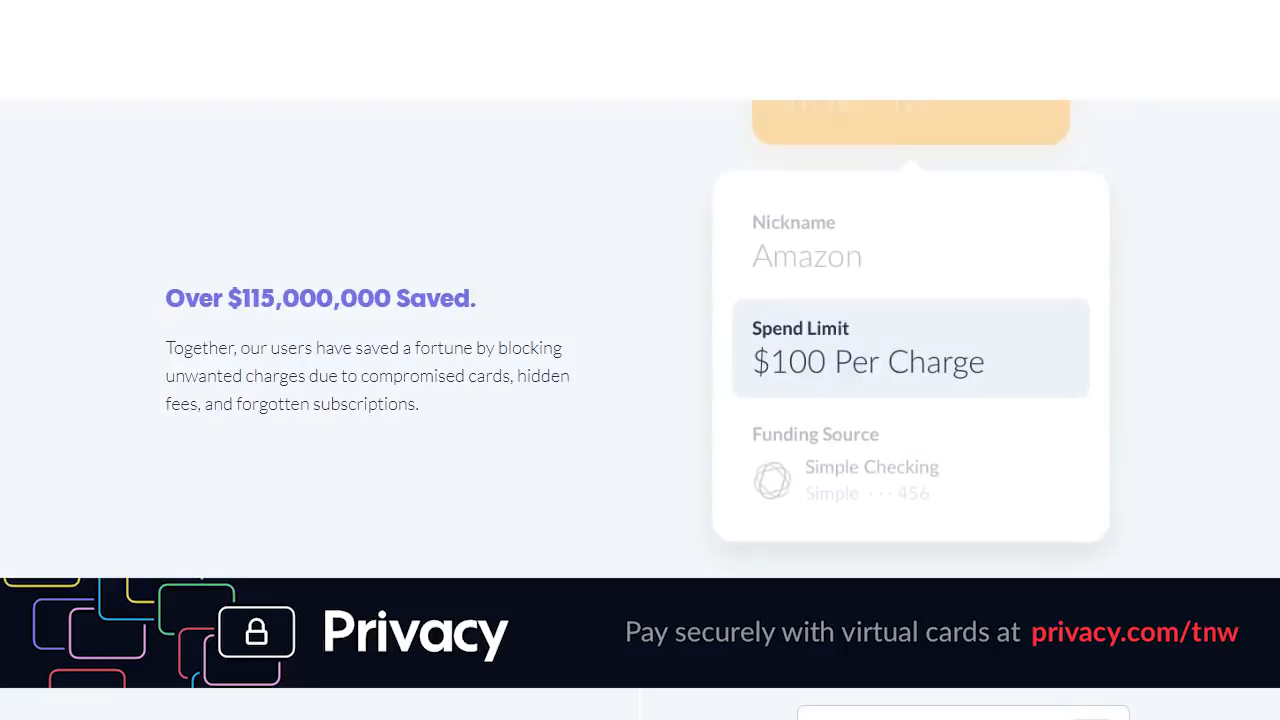 Over $115,000,000 Saved.
Together, our users have saved a fortune by blocking
unwanted charges due to compromised cards, hidden
fees, and forgotten subscriptions.
Nickname
Amazon
Spend Limit
$100 Per Charge
Funding Source
Simple Checking
Simple ··· 456
Privacy
Pay securely with virtual cards at privacy.com/tnw